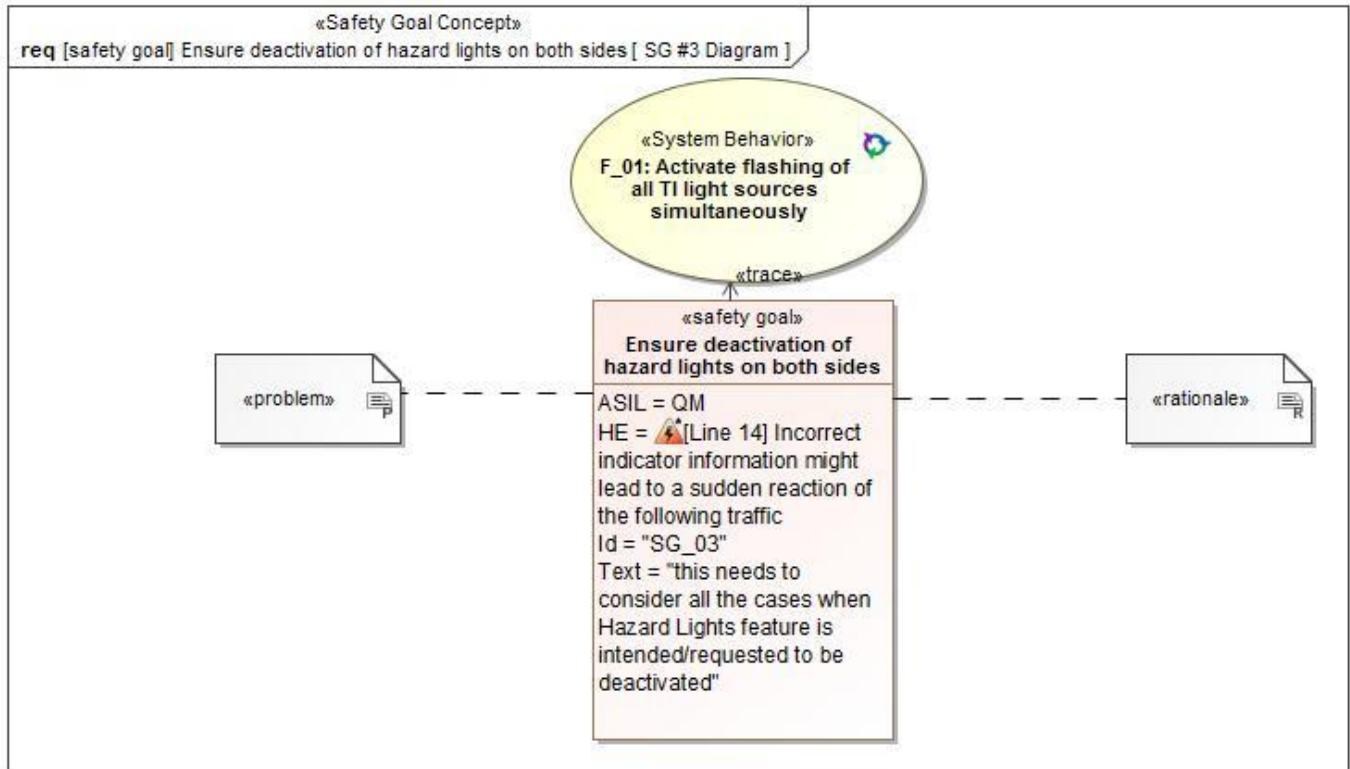 «Safety Goal Concept»
req [safety goal] Ensure deactivation of hazard lights on both sides [ SG #3 Diagram ]
«System Behavior»
F_01: Activate flashing of
all TI light sources
simultaneously
«trace»
«safety goal»
Ensure deactivation of
hazard lights on both sides
ASIL = QM
HE = [Line 14] Incorrect
indicator information might
lead to a sudden reaction of
the following traffic
Id = "SG_03"
Text = "this needs to
consider all the cases when
Hazard Lights feature is
intended/requested to be
deactivated"
«problem»
P
«rationale»
R